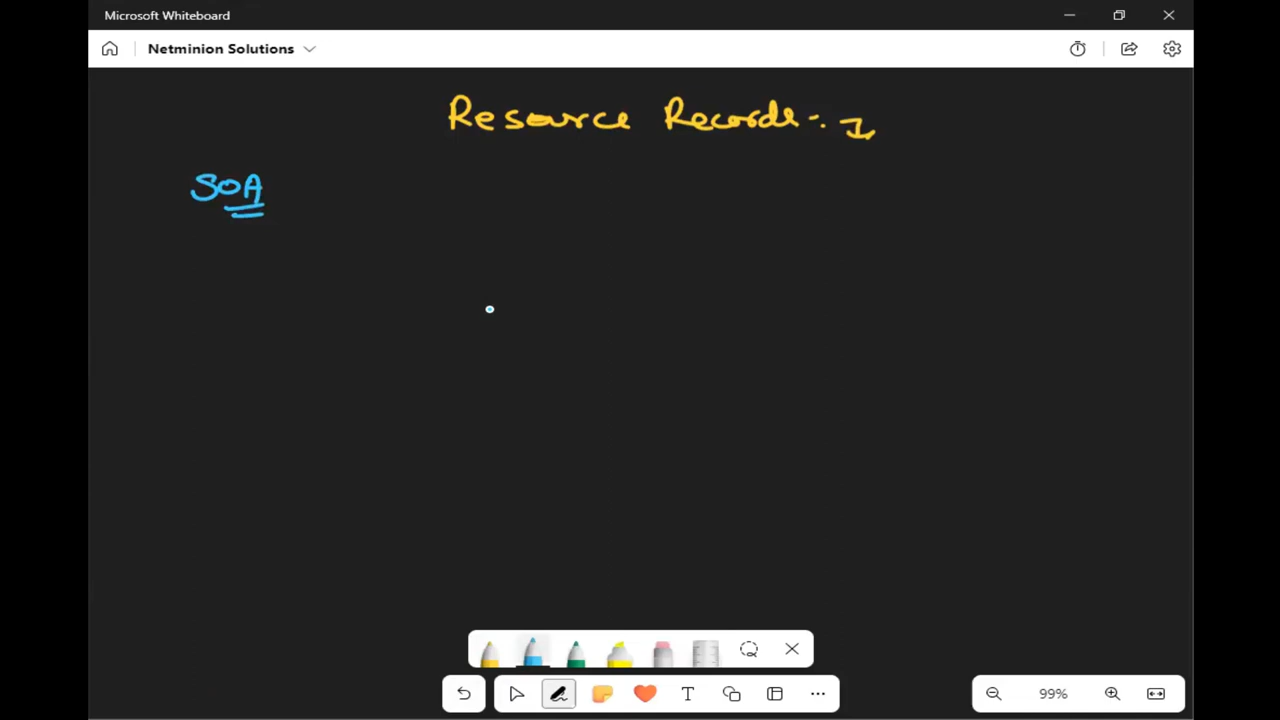 Microsoft Whiteboard
Netminion Solutions
Resource Records:-
SOA
99%